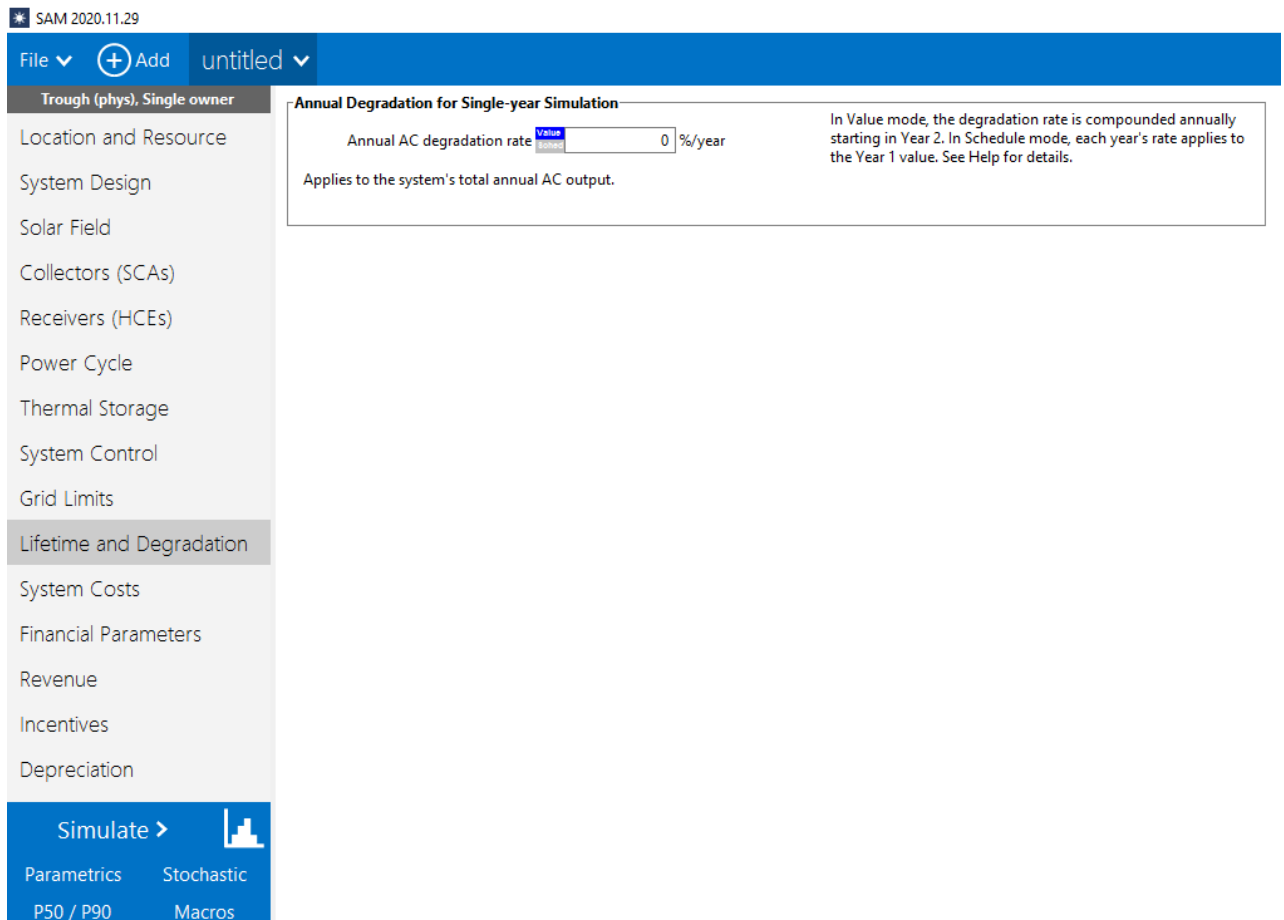 SAM 2020.11.29
File Add untitled
Trough (phys), Single owner
Location and Resource
System Design
Solar Field
Collectors (SCAs)
Receivers (HCEs)
Power Cycle
Thermal Storage
System Control
Grid Limits
Lifetime and Degradation
System Costs
Financial Parameters
Revenue
Incentives
Depreciation
Simulate >
Parametrics Stochastic
P50 / P90 Macros
Annual Degradation for Single-year Simulation
Annual AC degradation rate Value Sched 0 %/year
Applies to the system's total annual AC output.
In Value mode, the degradation rate is compounded annually
starting in Year 2. In Schedule mode, each year's rate applies to
the Year 1 value. See Help for details.